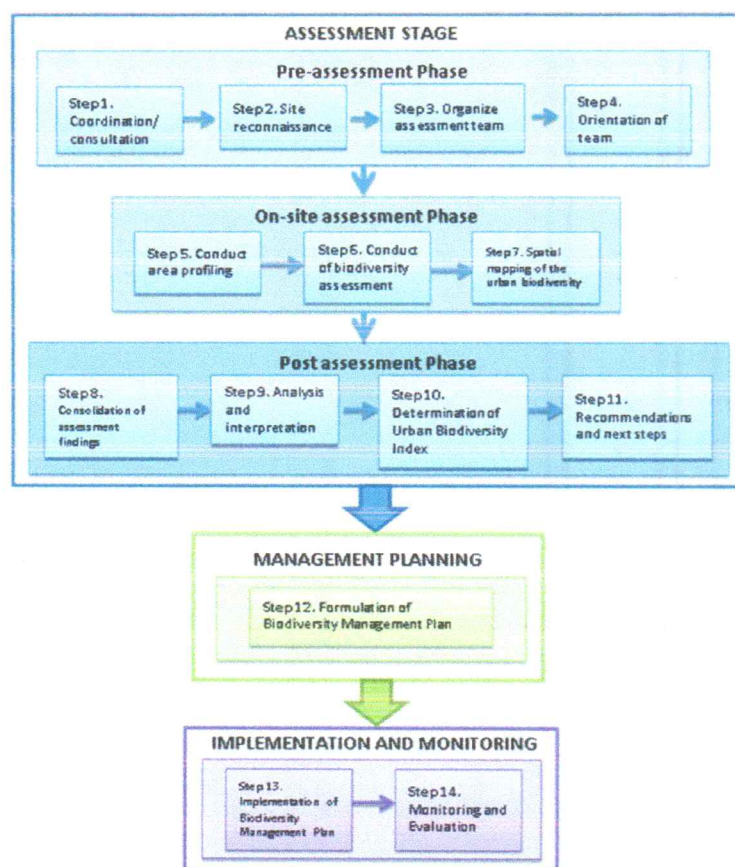 ASSESSMENT STAGE
Pre-assessment Phase
Step1.
Coordination/
consultation
Step2. Site
reconnaissance
Step3. Organize
assessment team
Step4.
Orientation of
team
On-site assessment Phase
Step5. Conduct
area profiling
Step6. Conduct
of biodiversity
assessment
Step7. Spatial
mapping of the
urban biodiversity
Post assessment Phase
Step8.
Consolidation of
assessment
findings
Step9. Analysis
and
interpretation
Step10.
Determination of
Urban Biodiversity
Index
Step11.
Recommendations
and next steps
MANAGEMENT PLANNING
Step12. Formulation of
Biodiversity Management Plan
IMPLEMENTATION AND MONITORING
Step13.
Implementation of
Biodiversity
Management Plan
Step14.
Monitoring and
Evaluation